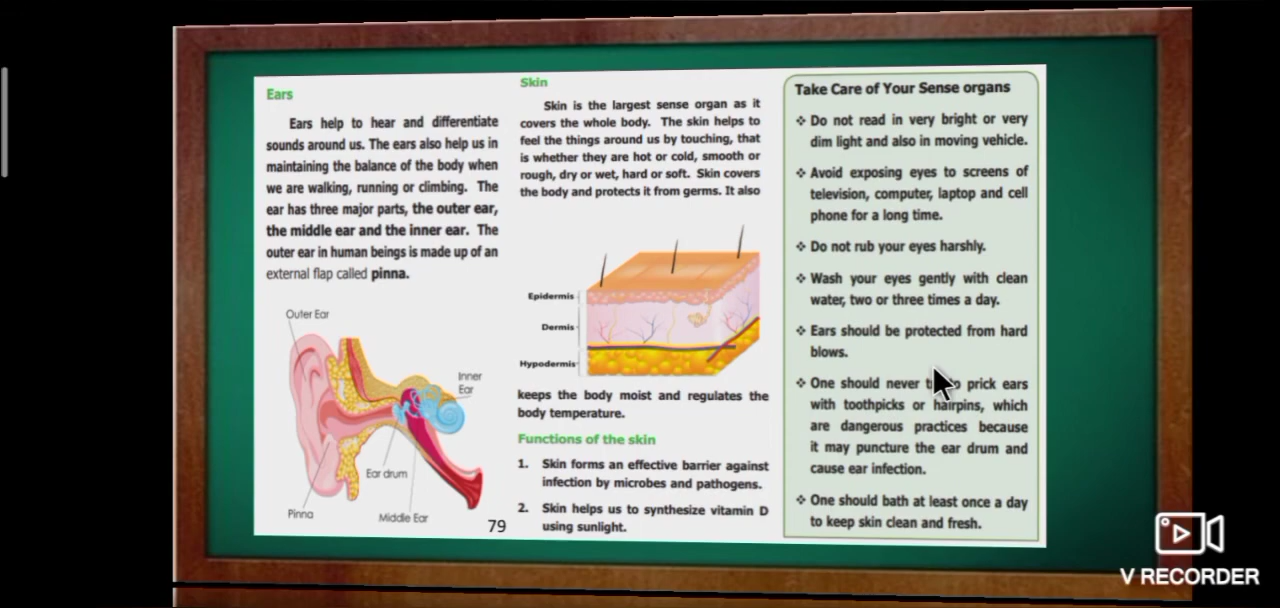 Ears
Ears help to hear and differentiate
sounds around us. The ears also help us in
maintaining the balance of the body when
we are walking, running or climbing. The
ear has three major parts, the outer ear,
the middle ear and the inner ear. The
outer ear in human beings is made up of an
external flap called pinna.
Outer Ear
Inner
Ear
Ear drum
Pinna
Middle Ear
79
Skin
Skin is the largest sense organ as it
covers the whole body. The skin helps to
feel the things around us by touching, that
is whether they are hot or cold, smooth or
rough, dry or wet, hard or soft. Skin covers
the body and protects it from germs. It also
Epidermis
Dermis
Hypodermis
keeps the body moist and regulates the
body temperature.
Functions of the skin
1. Skin forms an effective barrier against
infection by microbes and pathogens.
2. Skin helps us to synthesize vitamin D
using sunlight.
Take Care of Your Sense organs
❖ Do not read in very bright or very
dim light and also in moving vehicle.
❖ Avoid exposing eyes to screens of
television, computer, laptop and cell
phone for a long time.
❖ Do not rub your eyes harshly.
❖ Wash your eyes gently with clean
water, two or three times a day.
❖ Ears should be protected from hard
blows.
❖ One should never prick ears
with toothpicks or hairpins, which
are dangerous practices because
it may puncture the ear drum and
cause ear infection.
❖ One should bath at least once a day
to keep skin clean and fresh.
V RECORDER